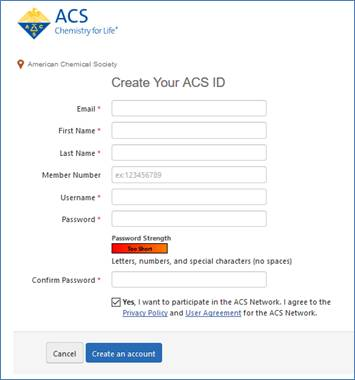 ACS
Chemistry for Life®
American Chemical Society
Create Your ACS ID
Email *
First Name *
Last Name *
Member Number ex:123456789
Username *
Password *
Password Strength
Too Short
Letters, numbers, and special characters (no spaces)
Confirm Password *
Yes, I want to participate in the ACS Network. I agree to the
Privacy Policy and User Agreement for the ACS Network.
Cancel Create an account